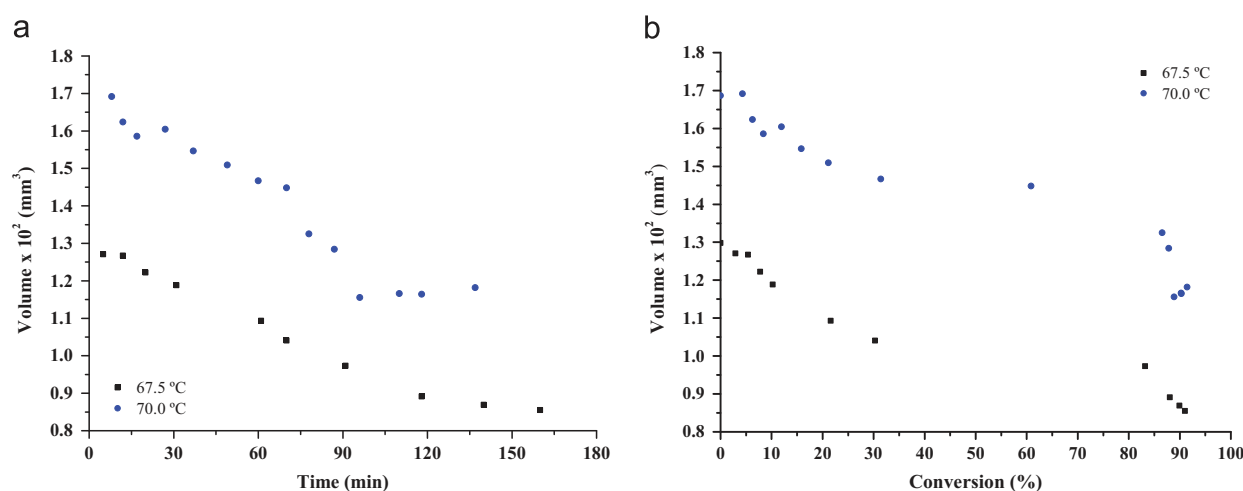 a
1.8
1.7
1.6
1.5
1.4
1.3
1.2
1.1
1.0
0.9
0.8
Volume x 10² (mm³)
67.5 ºC
70.0 ºC
0 30 60 90 120 150 180
Time (min)
b
1.8
1.7
1.6
1.5
1.4
1.3
1.2
1.1
1.0
0.9
0.8
Volume x 10² (mm³)
67.5 ºC
70.0 ºC
0 10 20 30 40 50 60 70 80 90 100
Conversion (%)